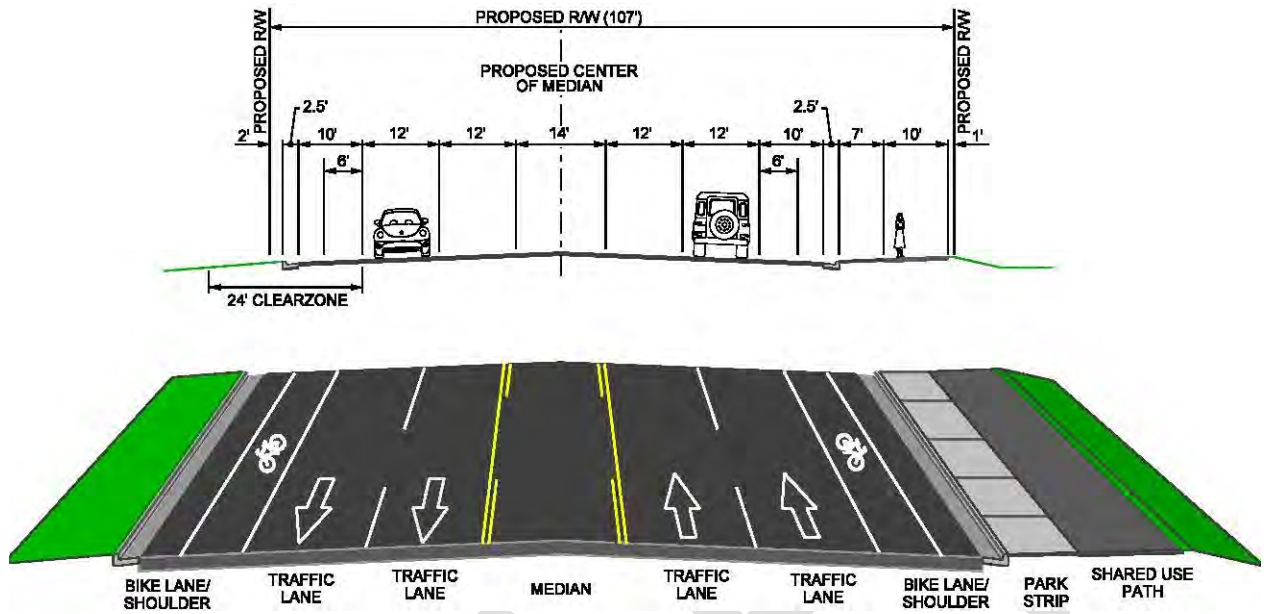 PROPOSED R/W (107')
PROPOSED R/W
PROPOSED R/W
PROPOSED CENTER
OF MEDIAN
2.5'
2.5'
2'
10'
12'
12'
14'
12'
12'
10'
7'
10'
1'
6'
6'
24' CLEARZONE
BIKE LANE/
SHOULDER
TRAFFIC
LANE
TRAFFIC
LANE
MEDIAN
TRAFFIC
LANE
TRAFFIC
LANE
BIKE LANE/
SHOULDER
PARK
STRIP
SHARED USE
PATH